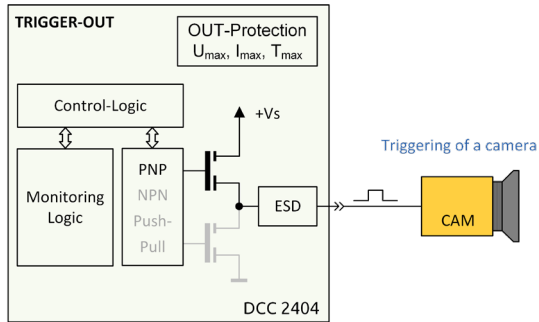 TRIGGER-OUT
OUT-Protection
Umax, Imax, Tmax
Control-Logic
+Vs
Triggering of a camera
Monitoring
Logic
PNP
NPN
Push-
Pull
ESD
CAM
DCC 2404